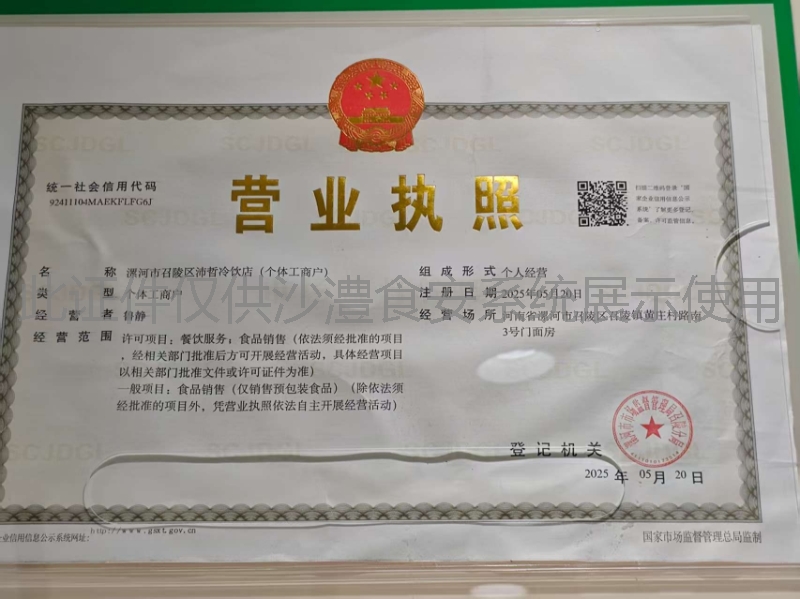 统一社会信用代码
92411104MAEKFLFG6J
营业执照
扫描二维码登录"国
家企业信用信息公示
系统"了解更多登记、
备案、许可监管信息。
名 称 漯河市召陵区沛哲冷饮店（个体工商户）
类 型 个体工商户
经 营 者 鲁静
经 营 范 围 许可项目：餐饮服务；食品销售（依法须经批准的项目
，经相关部门批准后方可开展经营活动，具体经营项目
以相关部门批准文件或许可证件为准）
一般项目：食品销售（仅销售预包装食品）（除依法须
经批准的项目外，凭营业执照依法自主开展经营活动）
组 成 形 式 个人经营
注 册 日 期 2025年05月20日
经 营 场 所 河南省漯河市召陵区召陵镇黄庄村路南
3号门面房
此证件仅供沙澧食安系统展示使用
登记机关
2025 年 05 月 20 日
企业信用信息公示系统网址：
http://www.gsxt.gov.cn
国家市场监督管理总局监制